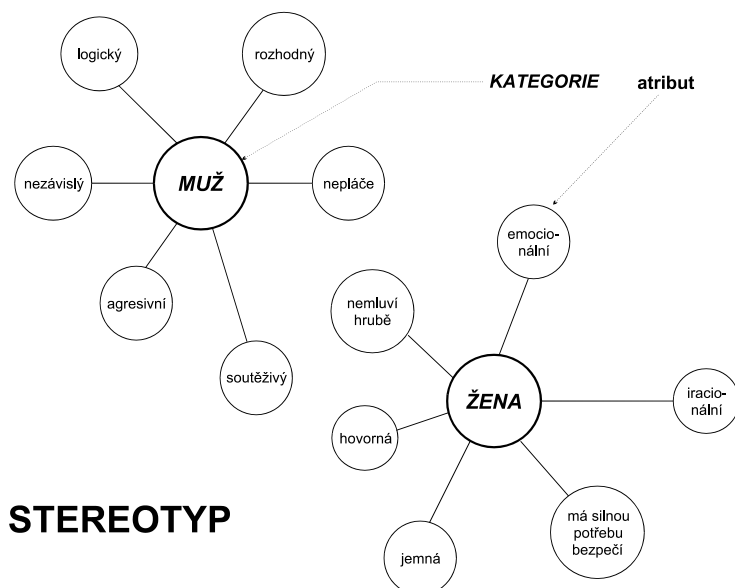 logický
rozhodný
KATEGORIE
atribut
nezávislý
MUŽ
nepláče
emocio-
nální
agresivní
nemluví
hrubě
soutěživý
ŽENA
iracio-
nální
hovorná
STEREOTYP
má silnou
potřebu
bezpečí
jemná